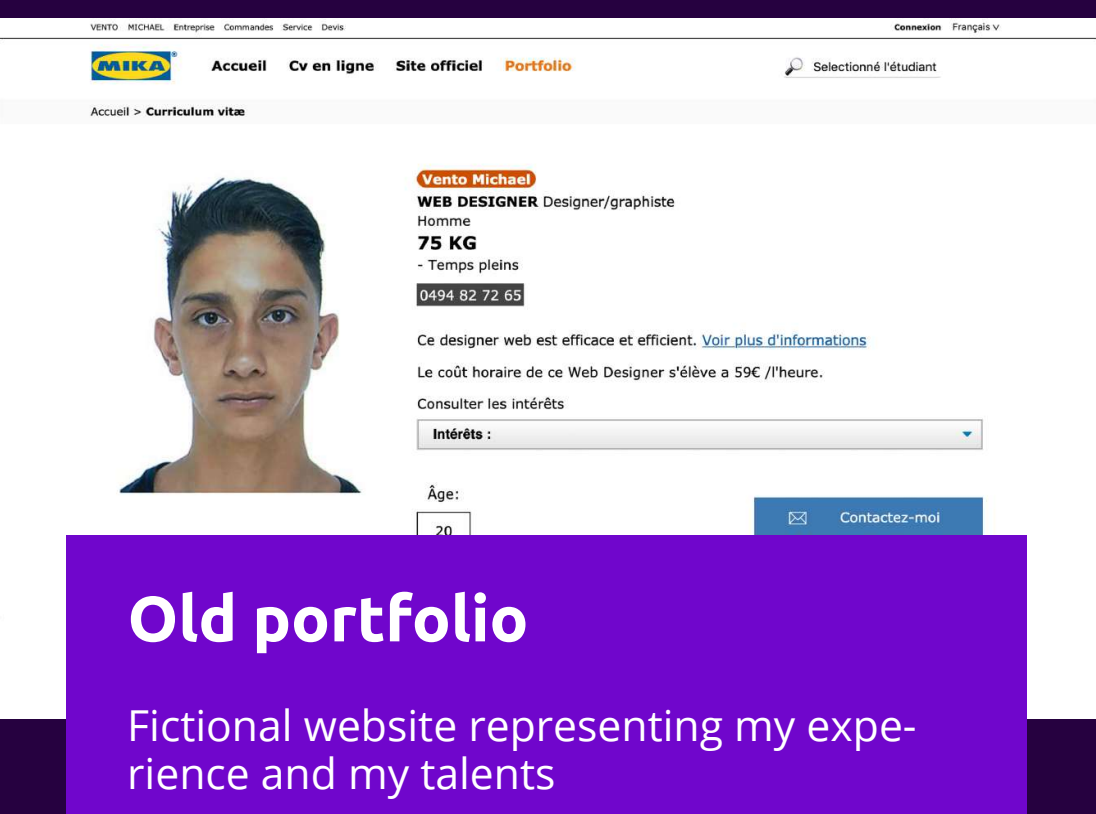 VENTO MICHAEL Entreprise Commandes Service Devis Connexion Français
MIKA® Accueil Cv en ligne Site officiel Portfolio Selectionné l'étudiant
Accueil > Curriculum vitæ
Vento Michael
WEB DESIGNER Designer/graphiste
Homme
75 KG
- Temps pleins
0494 82 72 65
Ce designer web est efficace et efficient. Voir plus d'informations
Le coût horaire de ce Web Designer s'élève a 59€ /l'heure.
Consulter les intérêts
Intérêts :
Âge:
20
Contactez-moi
Old portfolio
Fictional website representing my expe-
rience and my talents